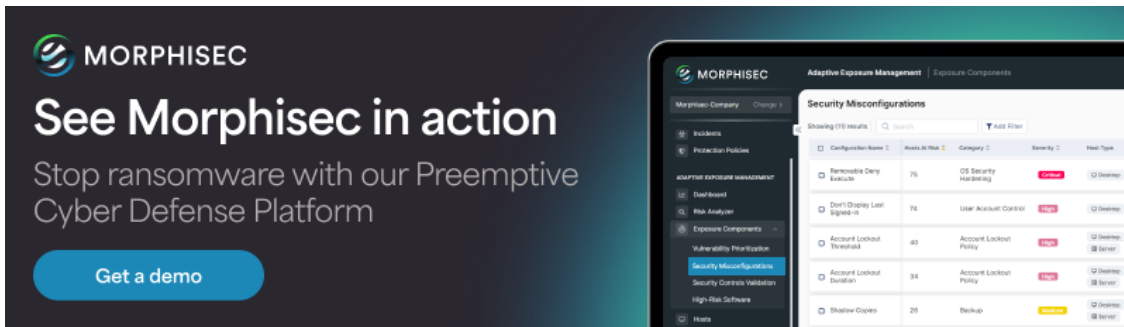 MORPHISEC
See Morphisec in action
Stop ransomware with our Preemptive
Cyber Defense Platform
Get a demo
MORPHISEC
Adaptive Exposure Management | Exposure Components
Morphisec-Company Change >
Incidents
Protection Policies
ADAPTIVE EXPOSURE MANAGEMENT
Dashboard
Risk Analyzer
Exposure Components
Vulnerability Prioritization
Security Misconfigurations
Security Controls Validation
High-Risk Software
Hosts
Security Misconfigurations
Showing (11) results Search Add Filter
Configuration Name Hosts At Risk Category Severity Host Type
Removable Deny 75 OS Security Critical Desktop
Execute Hardening
Don't Display Last 74 User Account Control High Desktop
Signed-in
Account Lockout 40 Account Lockout High Desktop
Threshold Policy Server
Account Lockout 34 Account Lockout High Desktop
Duration Policy Server
Shadow Copies 26 Backup Medium Desktop
Server